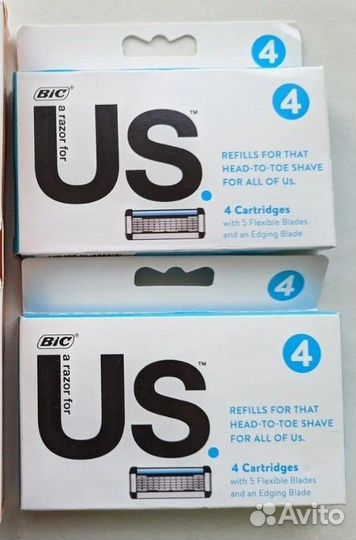 4
BIC
a razor for
US.™
4
REFILLS FOR THAT
HEAD-TO-TOE SHAVE
FOR ALL OF Us.
4 Cartridges
with 5 Flexible Blades
and an Edging Blade
4
BIC
a razor for
US.™
4
REFILLS FOR THAT
HEAD-TO-TOE SHAVE
FOR ALL OF Us.
4 Cartridges
with 5 Flexible Blades
and an Edging Blade
Avito